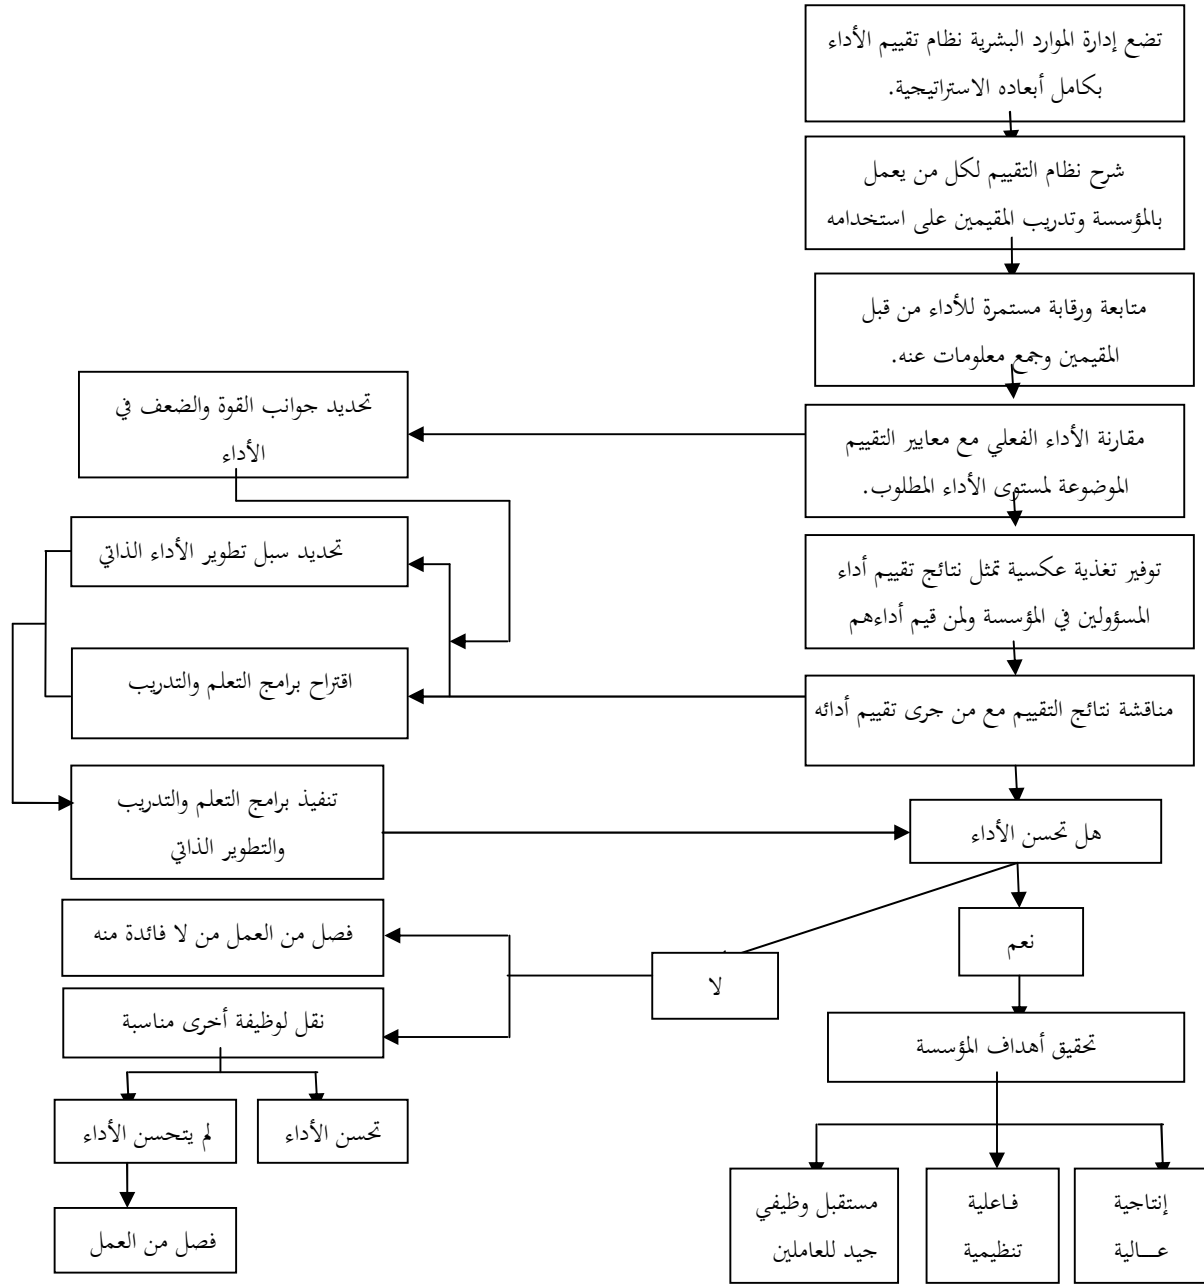 تضع إدارة الموارد البشرية نظام تقييم الأداء
بكامل أبعاده الاستراتيجية.
شرح نظام التقييم لكل من يعمل
بالمؤسسة وتدريب المقيمين على استخدامه
متابعة ورقابة مستمرة للأداء من قبل
المقيمين وجمع معلومات عنه.
مقارنة الأداء الفعلي مع معايير التقييم
الموضوعة لمستوى الأداء المطلوب.
تحديد جوانب القوة والضعف في
الأداء
توفير تغذية عكسية تمثل نتائج تقييم أداء
المسؤولين في المؤسسة ولمن قيم أداءهم
تحديد سبل تطوير الأداء الذاتي
مناقشة نتائج التقييم مع من جرى تقييم أدائه
اقتراح برامج التعلم والتدريب
تنفيذ برامج التعلم والتدريب
والتطوير الذاتي
هل تحسن الأداء
نعم
لا
فصل من العمل من لا فائدة منه
نقل لوظيفة أخرى مناسبة
تحقيق أهداف المؤسسة
تحسن الأداء
لم يتحسن الأداء
فصل من العمل
إنتاجية
عـــالية
فاعلية
تنظيمية
مستقبل وظيفي
جيد للعاملين